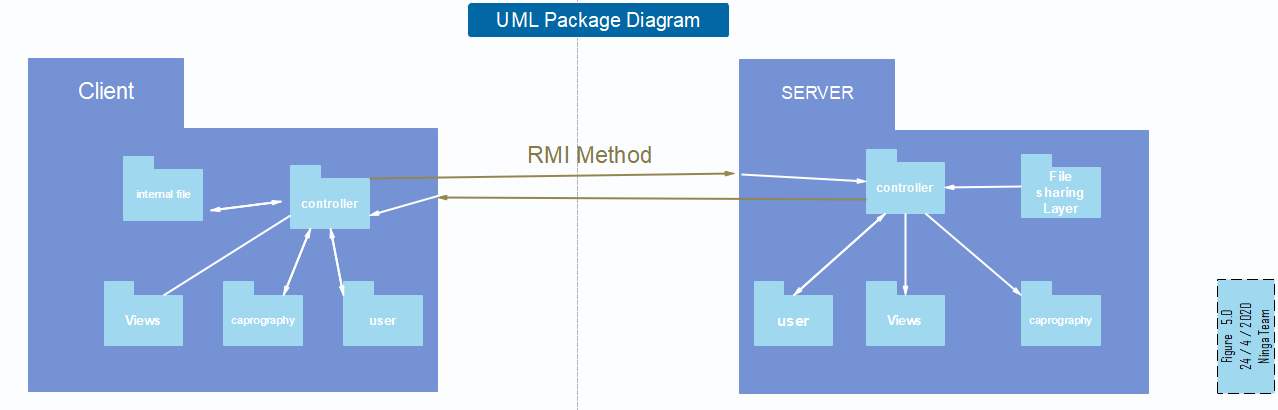 UML Package Diagram
Client
SERVER
RMI Method
internal file
controller
controller
File
sharing
Layer
Views
caprography
user
user
Views
caprography
Figure 5.0
24 / 4 / 2020
Ninga Team